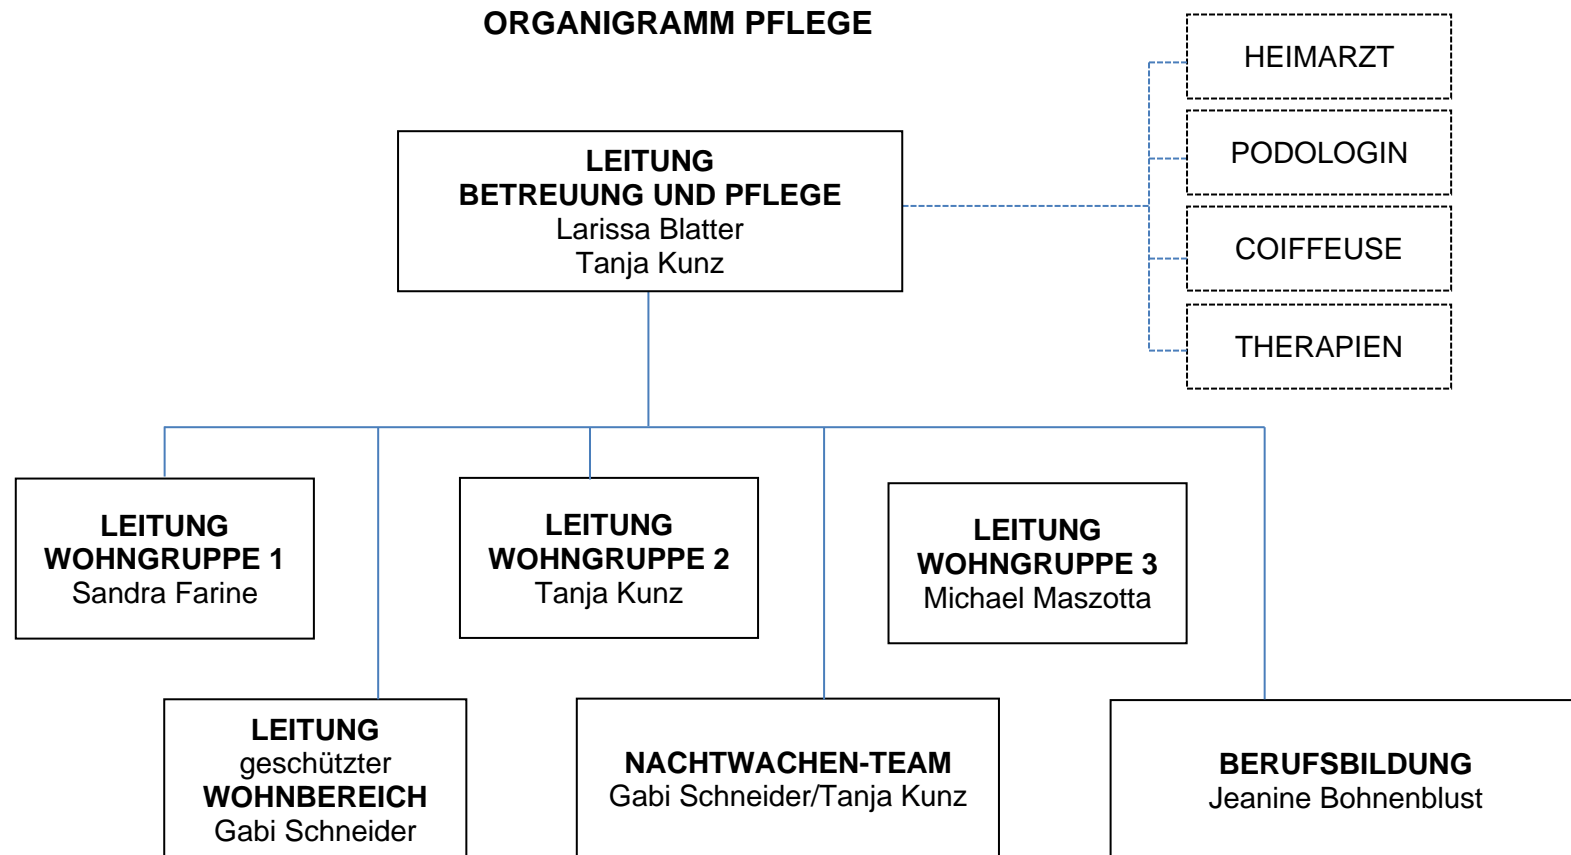 ORGANIGRAMM PFLEGE
HEIMARZT
PODOLOGIN
COIFFEUSE
THERAPIEN
LEITUNG
BETREUUNG UND PFLEGE
Larissa Blatter
Tanja Kunz
LEITUNG
WOHNGRUPPE 1
Sandra Farine
LEITUNG
WOHNGRUPPE 2
Tanja Kunz
LEITUNG
WOHNGRUPPE 3
Michael Maszotta
LEITUNG
geschützter
WOHNBEREICH
Gabi Schneider
NACHTWACHEN-TEAM
Gabi Schneider/Tanja Kunz
BERUFSBILDUNG
Jeanine Bohnenblust